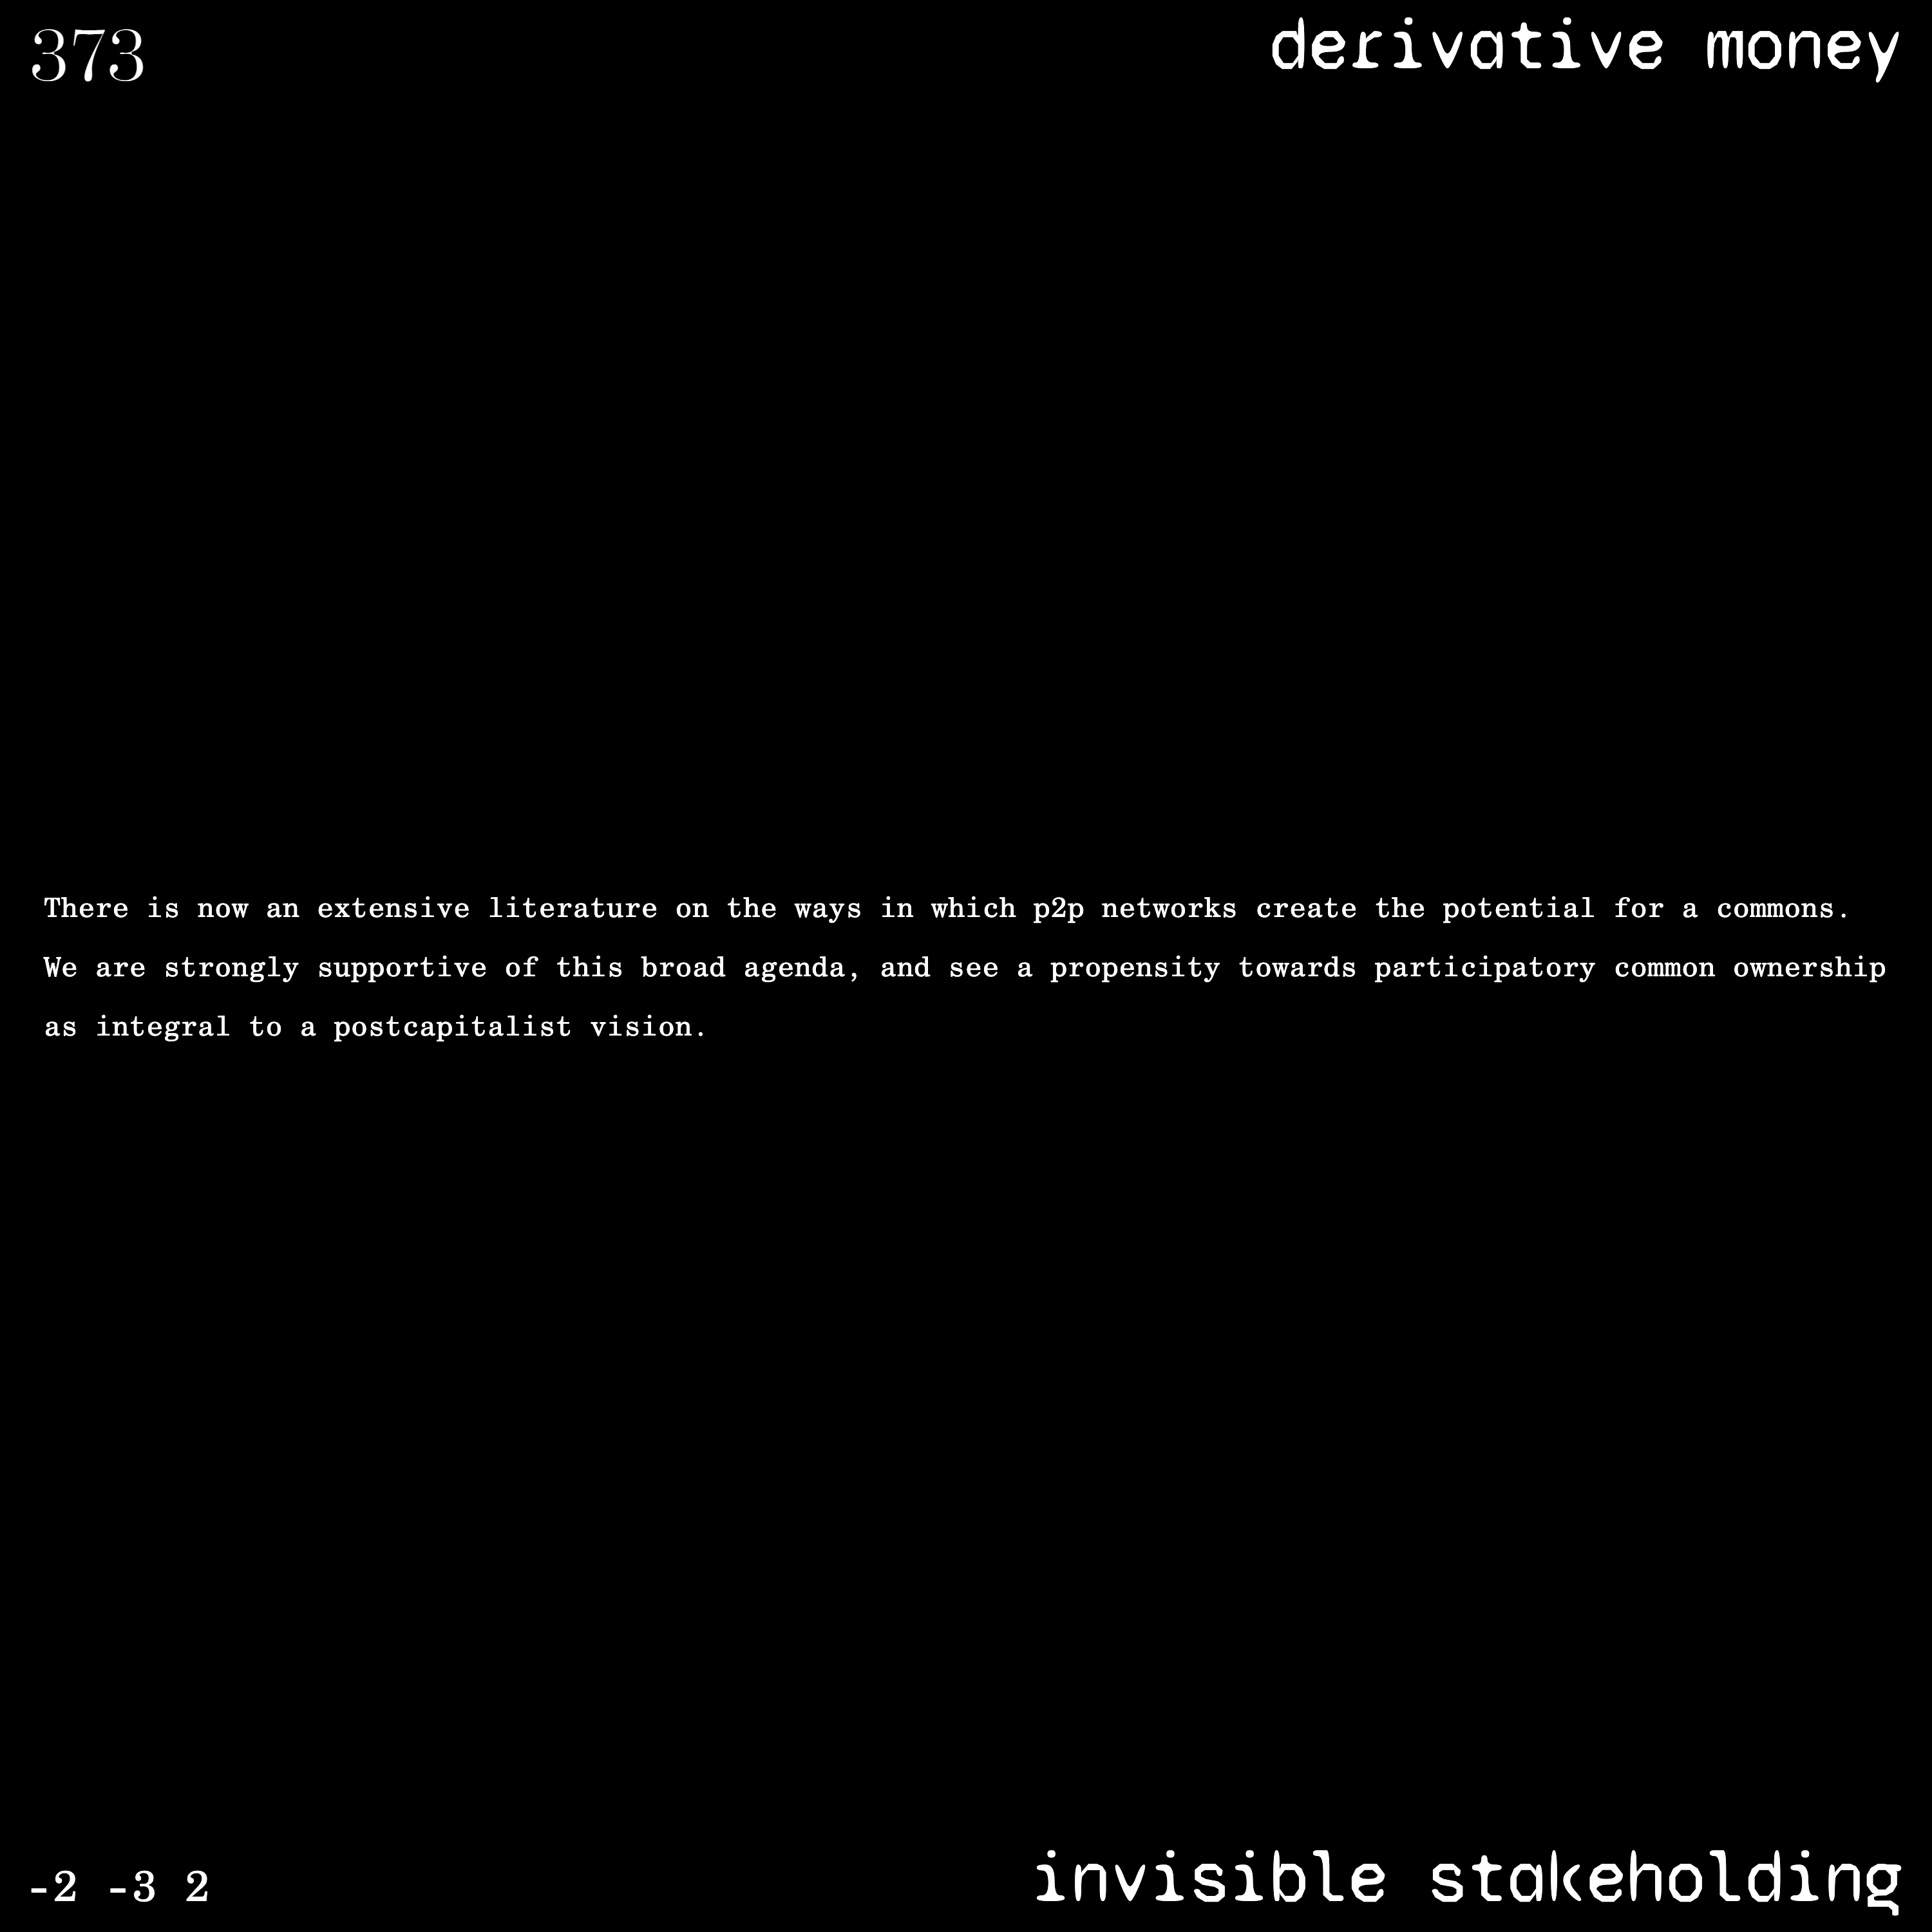 373
derivative money
There is now an extensive literature on the ways in which p2p networks create the potential for a commons.
We are strongly supportive of this broad agenda, and see a propensity towards participatory common ownership
as integral to a postcapitalist vision.
-2 -3 2
invisible stakeholding